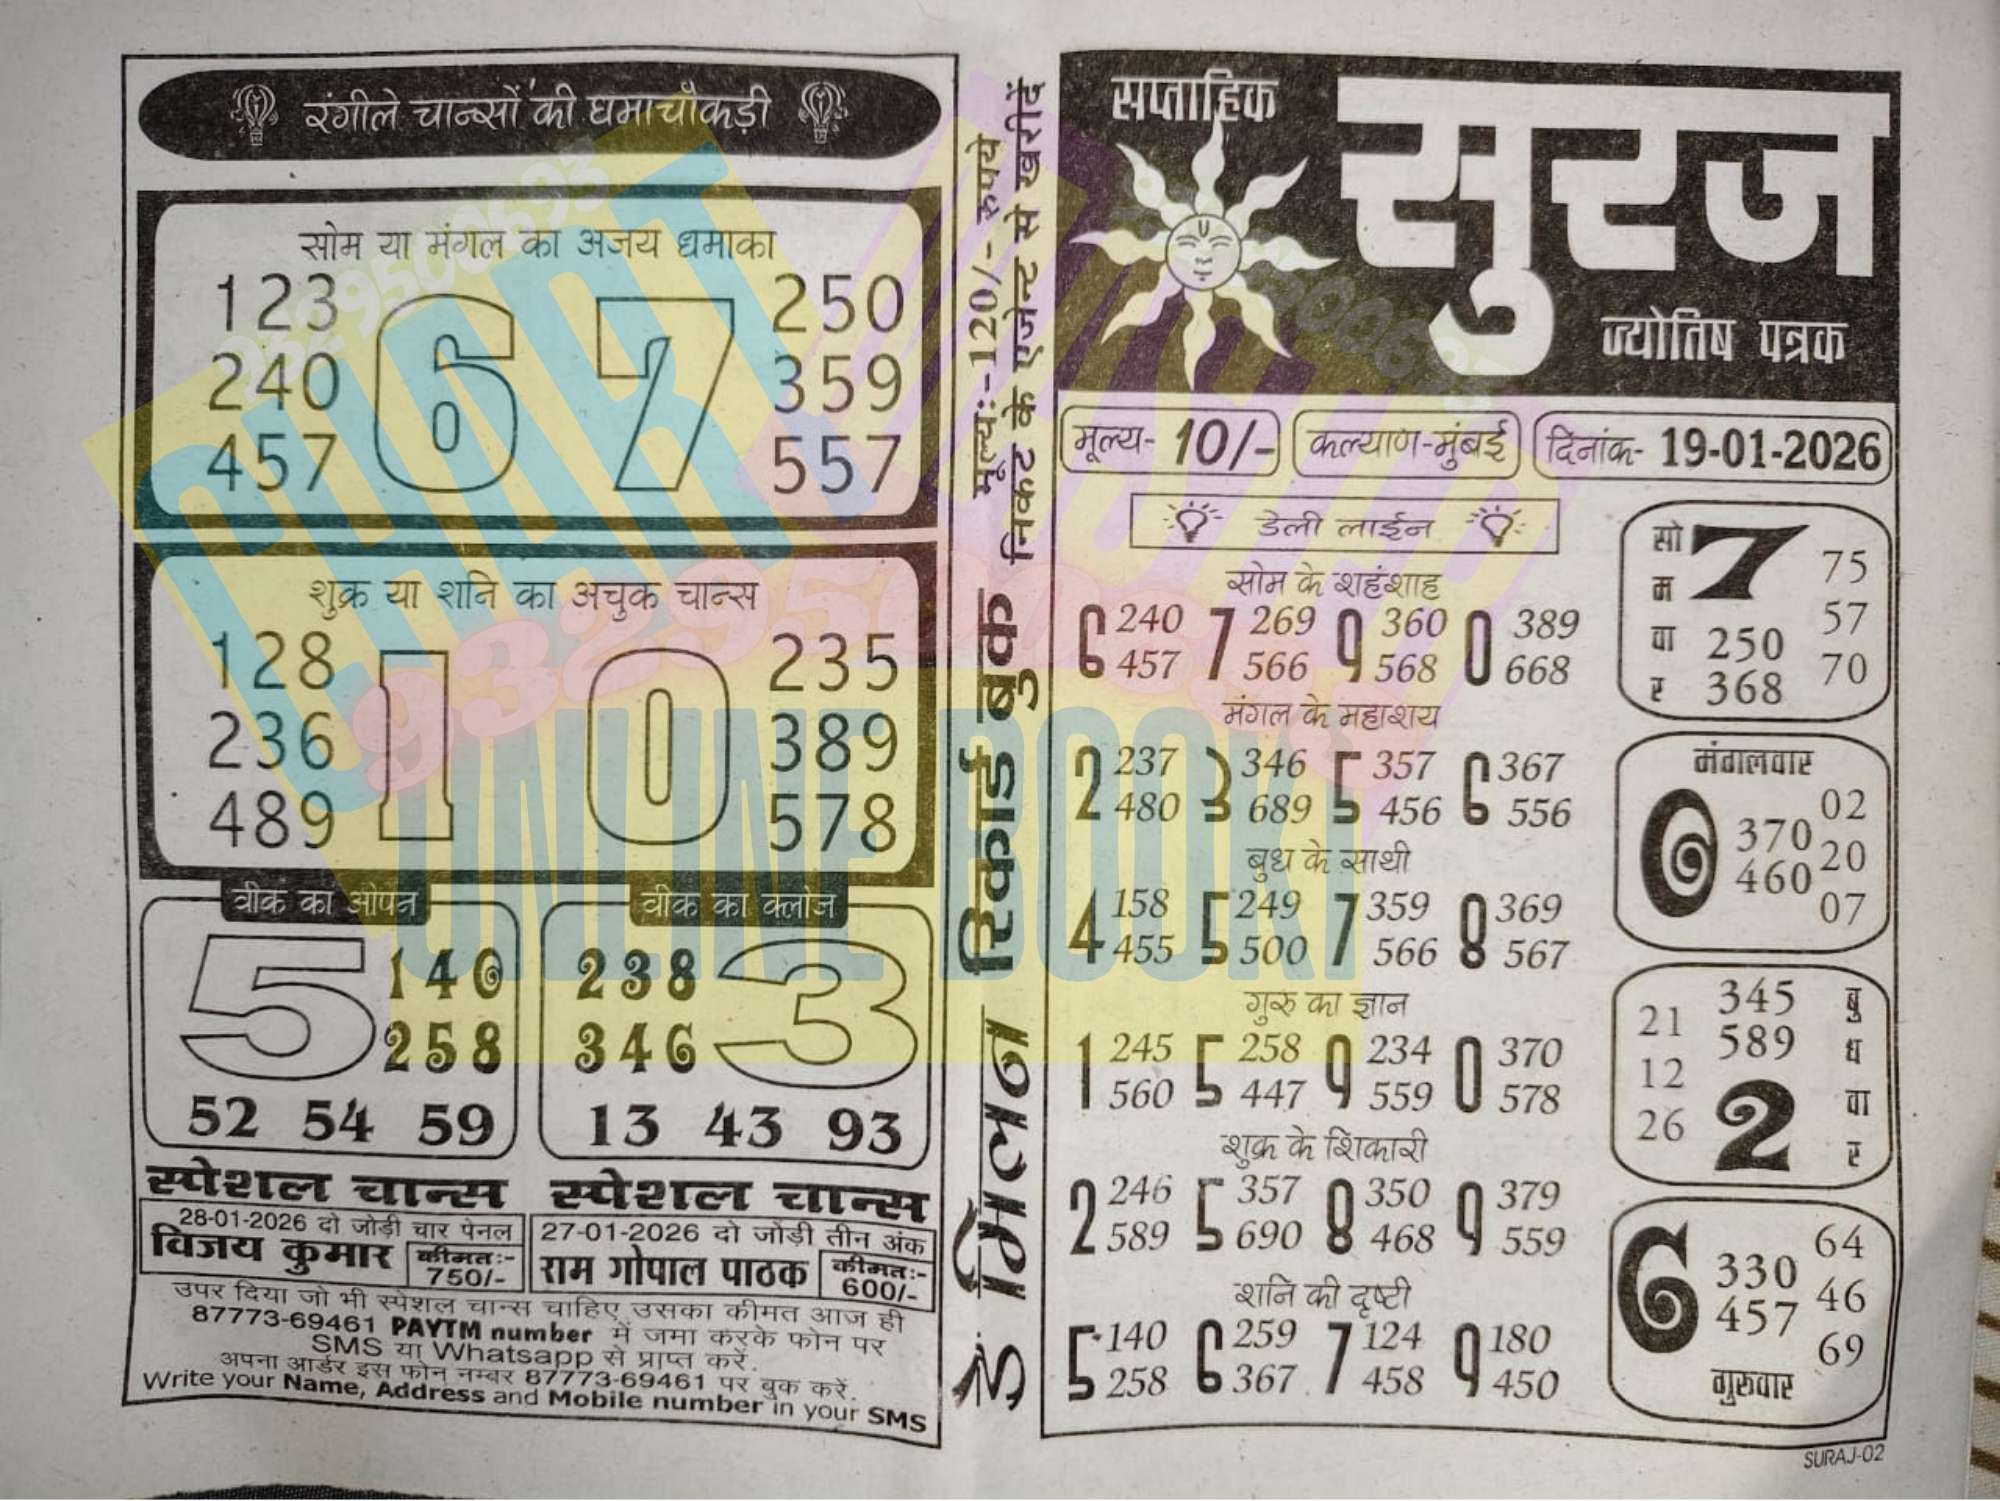 रंगीले चान्सों की धमाचौकड़ी
सोम या मंगल का अजय धमाका
123 250
240 67 359
457 557
शुक्र या शनि का अचुक चान्स
128 235
236 10 389
489 578
वीक का ओपन
5 140
258
52 54 59
वीक का क्लोज
238 3
346
13 43 93
स्पेशल चान्स
28-01-2026 दो जोड़ी चार पेनल
विजय कुमार कीमतः-
750/-
स्पेशल चान्स
27-01-2026 दो जोड़ी तीन अंक
राम गोपाल पाठक कीमतः-
600/-
उपर दिया जो भी स्पेशल चान्स चाहिए उसका कीमत आज ही
87773-69461 PAYTM number में जमा करके फोन पर
SMS या Whatsapp से प्राप्त करें.
अपना आर्डर इस फोन नम्बर 87773-69461 पर बुक करें.
Write your Name, Address and Mobile number in your SMS
डॅ मिलन रिकार्ड बुक
मूल्यः-120/- रुपये
निकट के एजेन्ट से खरीदें
साप्ताहिक
सुरज
ज्योतिष पत्रक
मूल्य- 10/- कल्याण-मुंबई दिनांक- 19-01-2026
डेली लाईन
सोम के शहंशाह
6 240 7 269 9 360 0 389
457 566 568 668
मंगल के महाशय
2 237 3 346 5 357 6 367
480 689 456 556
बुध के साथी
4 158 5 249 7 359 8 369
455 500 566 567
गुरु का ज्ञान
1 245 5 258 9 234 0 370
560 447 559 578
शुक्र के शिकारी
2 246 5 357 8 350 9 379
589 690 468 559
शनि की दृष्टी
5 140 6 259 7 124 9 180
258 367 458 450
सोमवार
7 75
250 57
368 70
मंगलवार
6 370 02
460 20
07
बुधवार
21 345
12 589
26 2
6 330 64
457 46
69
गुरुवार
SURAJ-02
CHART
ONLINE BOOK